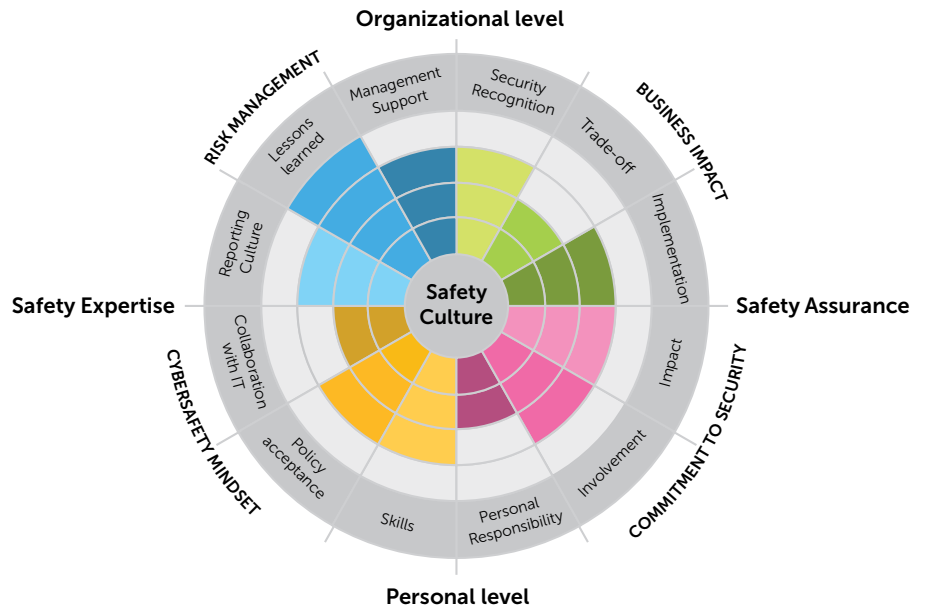 Organizational level
RISK MANAGEMENT
BUSINESS IMPACT
Management
Support
Security
Recognition
Lessons
learned
Trade-off
Reporting
Culture
Implementation
Safety Expertise
Safety
Culture
Safety Assurance
Collaboration
with IT
Impact
CYBERSAFETY MINDSET
COMMITMENT TO SECURITY
Policy
acceptance
Involvement
Skills
Personal
Responsibility
Personal level